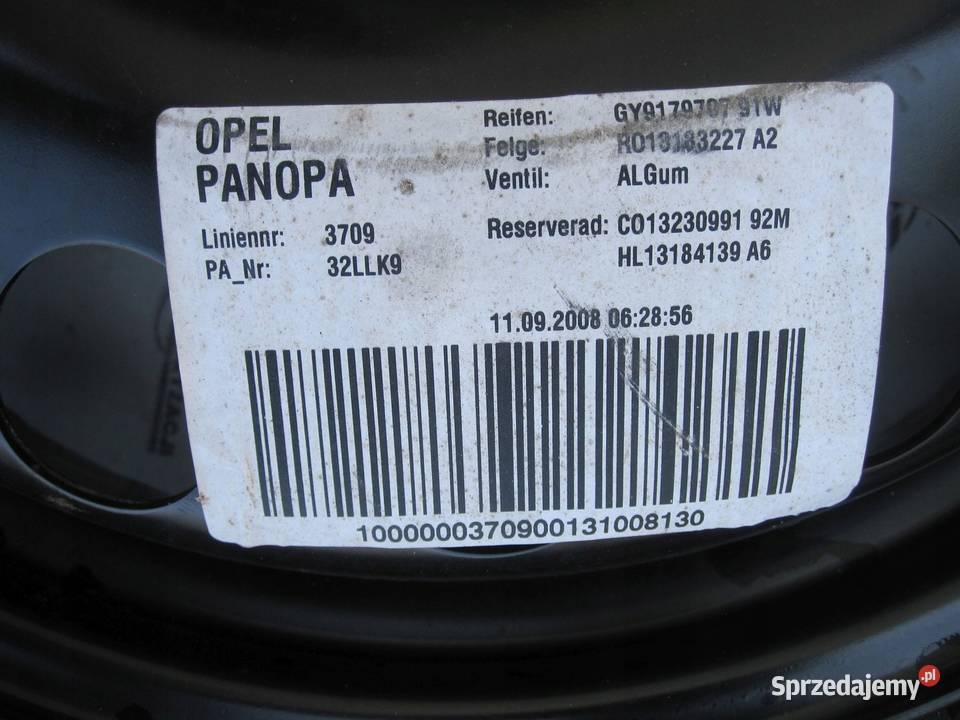 OPEL
PANOPA
Liniennr: 3709
PA_Nr: 32LLK9
Reifen: GY9179707 91W
Felge: RO13183227 A2
Ventil: ALGum
Reserverad: CO13230991 92M
HL13184139 A6
11.09.2008 06:28:56
1000000370900131008130
Sprzedajemy.pl